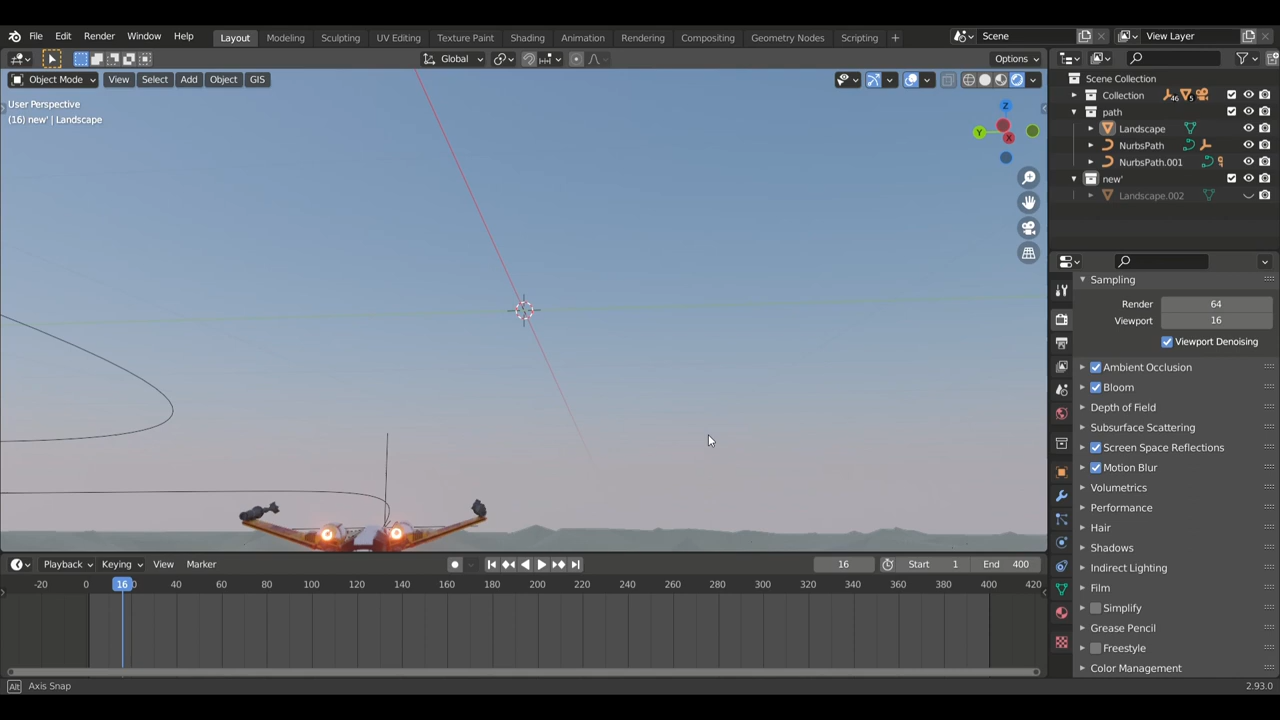 File Edit Render Window Help Layout Modeling Sculpting UV Editing Texture Paint Shading Animation Rendering Compositing Geometry Nodes Scripting + Scene View Layer
Global Options
Object Mode View Select Add Object GIS
User Perspective
(16) new' | Landscape
Z
Y
X
Scene Collection
Collection 46 5
path
Landscape
NurbsPath
NurbsPath.001
new'
Landscape.002
Sampling
Render 64
Viewport 16
Viewport Denoising
Ambient Occlusion
Bloom
Depth of Field
Subsurface Scattering
Screen Space Reflections
Motion Blur
Volumetrics
Performance
Hair
Shadows
Indirect Lighting
Film
Simplify
Grease Pencil
Freestyle
Color Management
Playback Keying View Marker 16 Start 1 End 400
-20 0 16 20 40 60 80 100 120 140 160 180 200 220 240 260 280 300 320 340 360 380 400 420
Alt Axis Snap 2.93.0